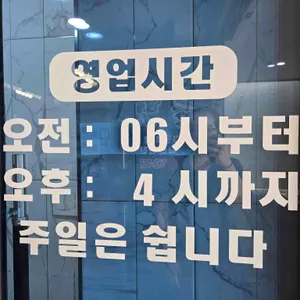 영업시간
오전 : 06시부터
오후 : 4 시까지
주일은 쉽니다